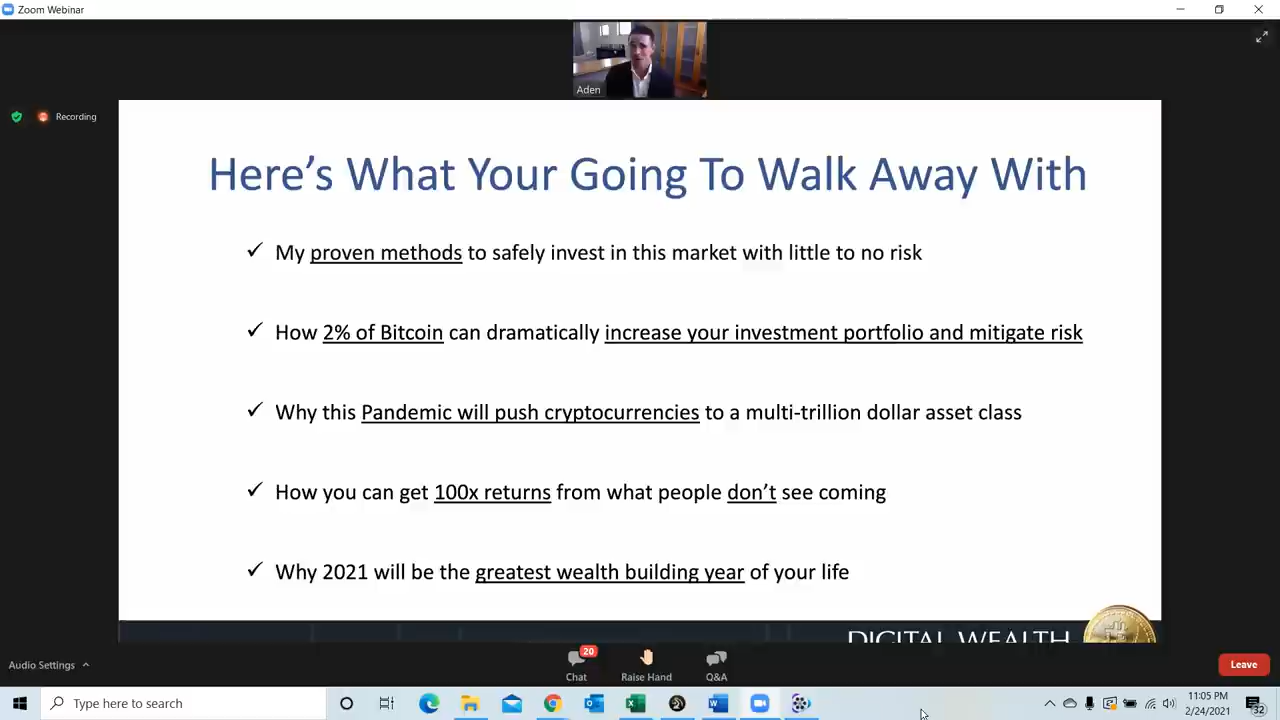 Zoom Webinar
Aden
Recording
Here's What Your Going To Walk Away With
✓ My proven methods to safely invest in this market with little to no risk
✓ How 2% of Bitcoin can dramatically increase your investment portfolio and mitigate risk
✓ Why this Pandemic will push cryptocurrencies to a multi-trillion dollar asset class
✓ How you can get 100x returns from what people don't see coming
✓ Why 2021 will be the greatest wealth building year of your life
DIGITAL WEALTH
Audio Settings
20
Chat
Raise Hand
Q&A
Leave
Type here to search
11:05 PM
2/24/2021
32